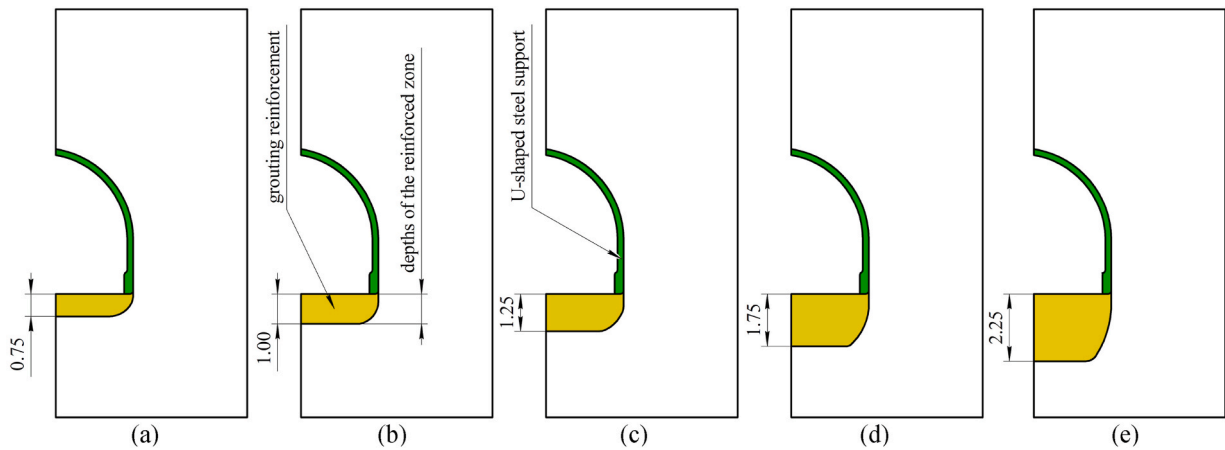 0.75
(a)
grouting reinforcement
depths of the reinforced zone
1.00
(b)
U-shaped steel support
1.25
(c)
1.75
(d)
2.25
(e)